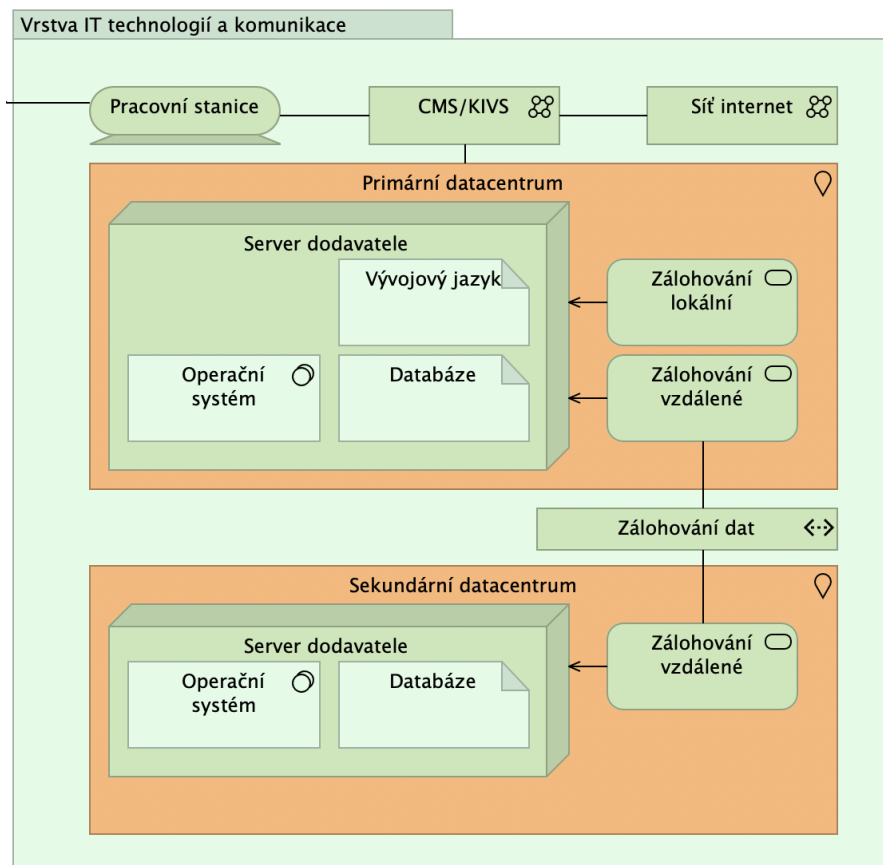 Vrstva IT technologií a komunikace
Pracovní stanice
CMS/KIVS
Síť internet
Primární datacentrum
Server dodavatele
Vývojový jazyk
Zálohování
lokální
Operační
systém
Databáze
Zálohování
vzdálené
Zálohování dat
Sekundární datacentrum
Server dodavatele
Operační
systém
Databáze
Zálohování
vzdálené